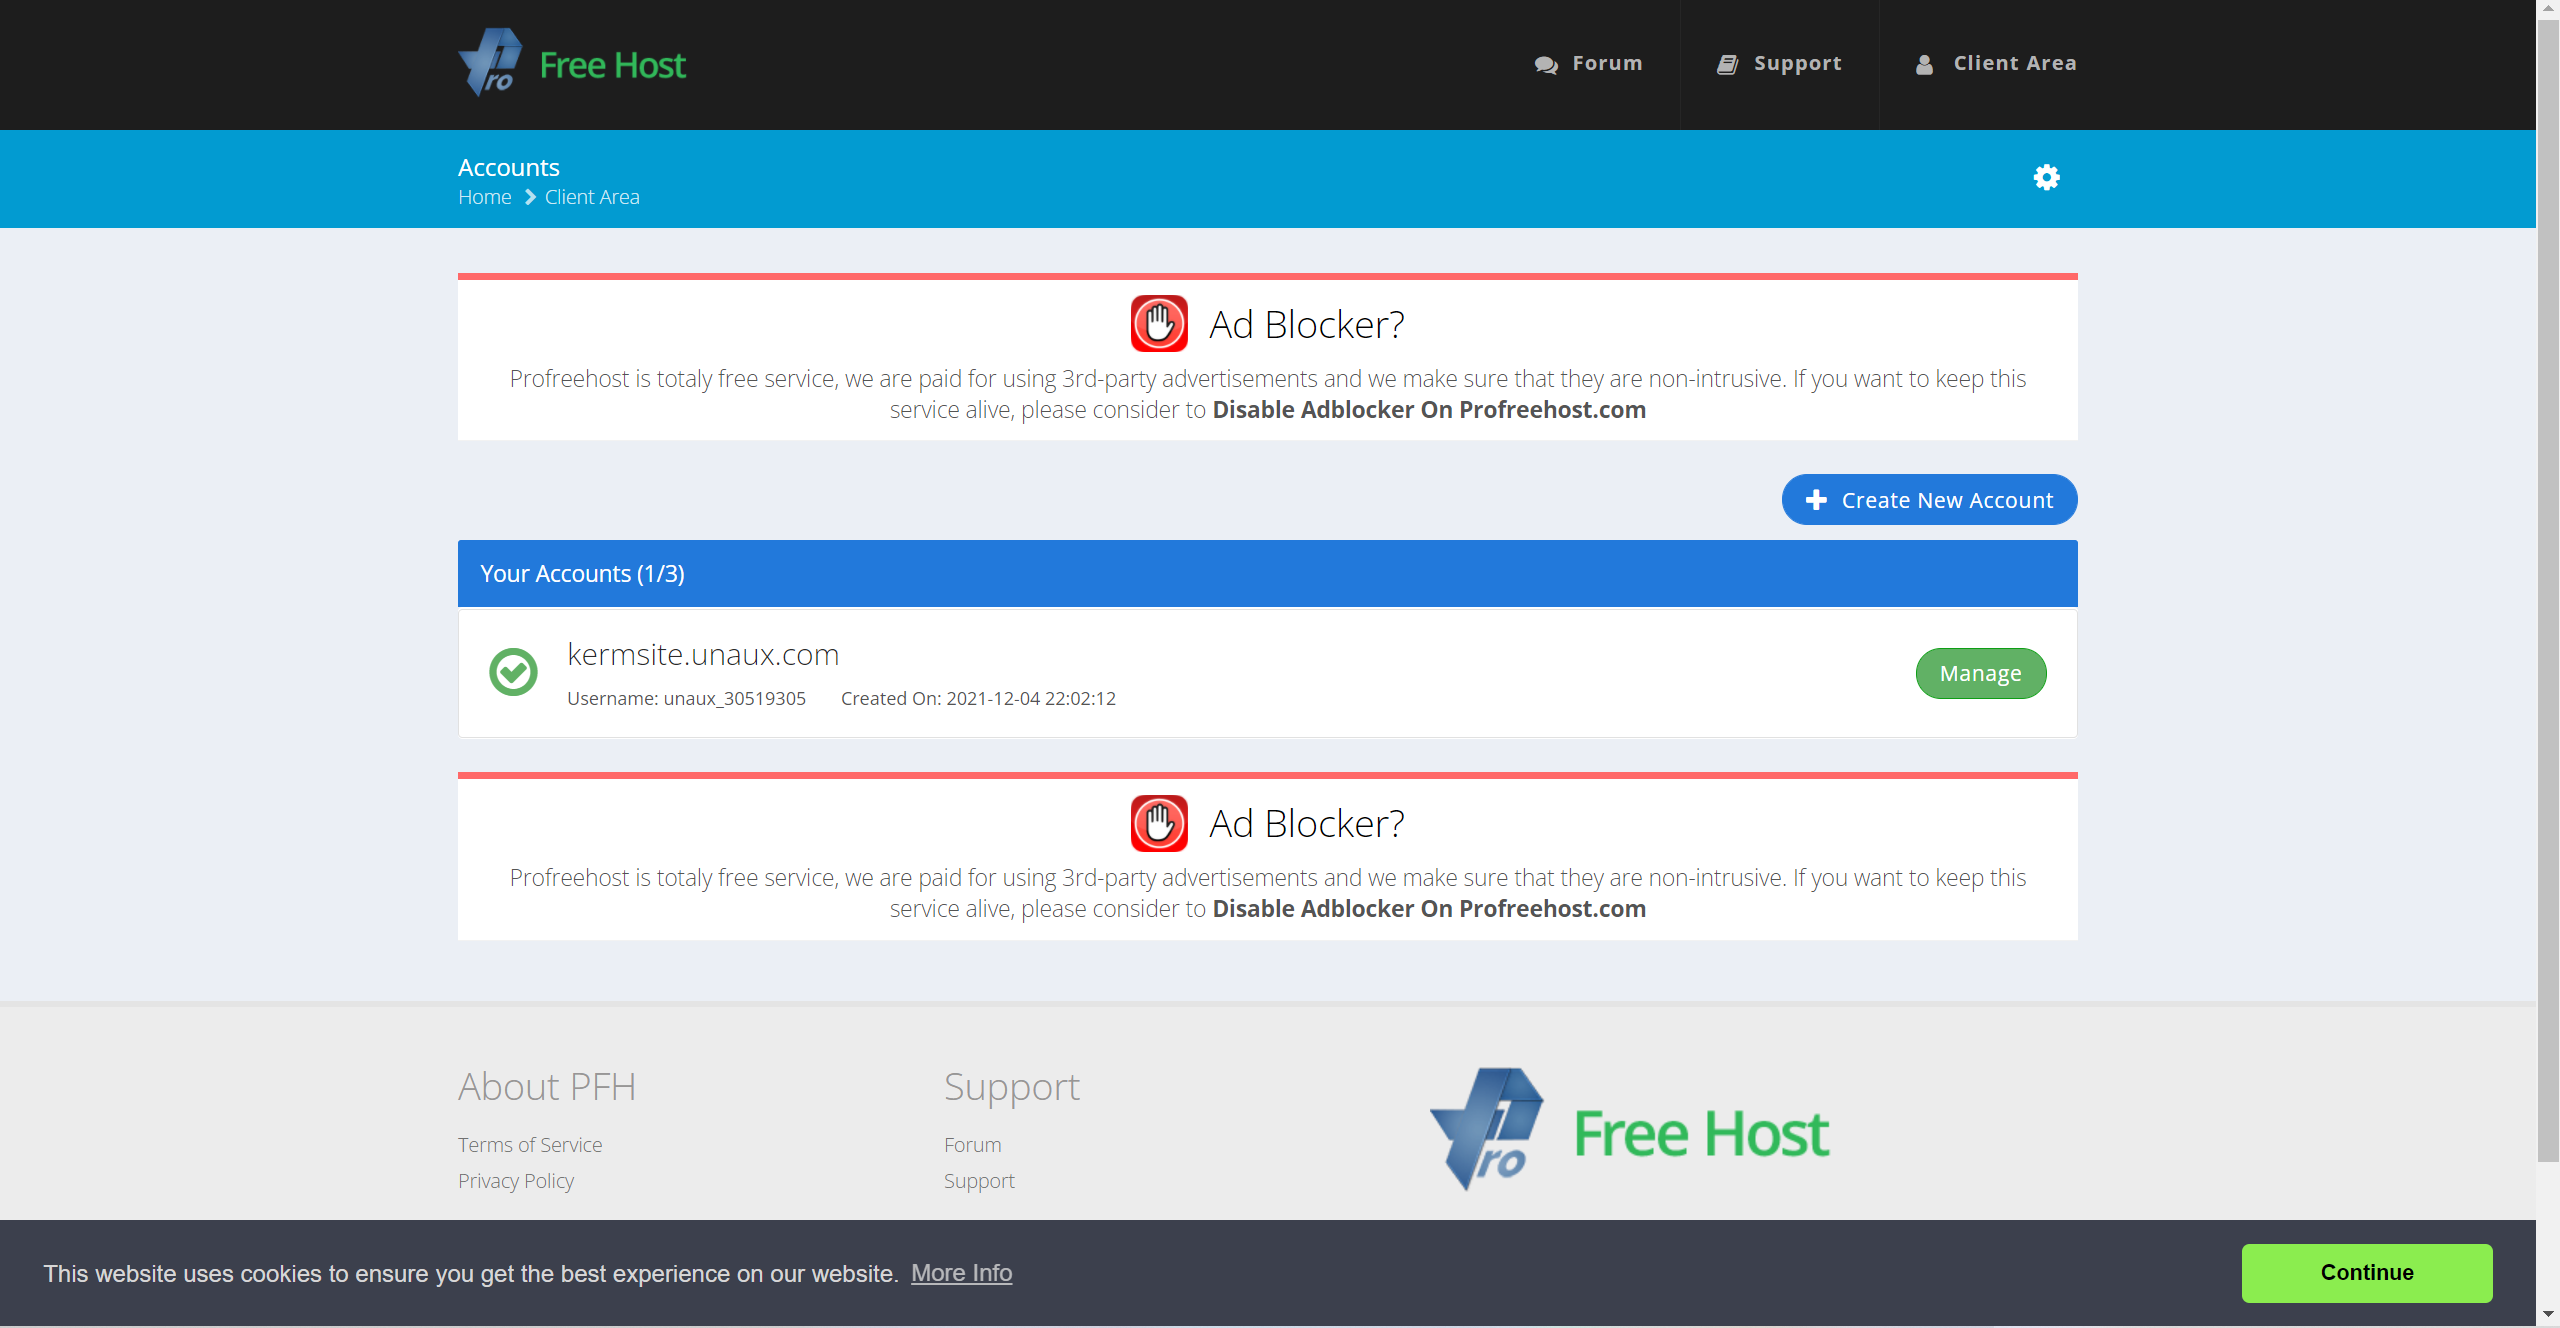 ro Free Host
Forum
Support
Client Area
Accounts
Home Client Area
Ad Blocker?
Profreehost is totaly free service, we are paid for using 3rd-party advertisements and we make sure that they are non-intrusive. If you want to keep this
service alive, please consider to Disable Adblocker On Profreehost.com
Create New Account
Your Accounts (1/3)
kermsite.unaux.com
Username: unaux_30519305 Created On: 2021-12-04 22:02:12
Manage
Ad Blocker?
Profreehost is totaly free service, we are paid for using 3rd-party advertisements and we make sure that they are non-intrusive. If you want to keep this
service alive, please consider to Disable Adblocker On Profreehost.com
About PFH
Terms of Service
Privacy Policy
Support
Forum
Support
ro Free Host
This website uses cookies to ensure you get the best experience on our website. More Info
Continue